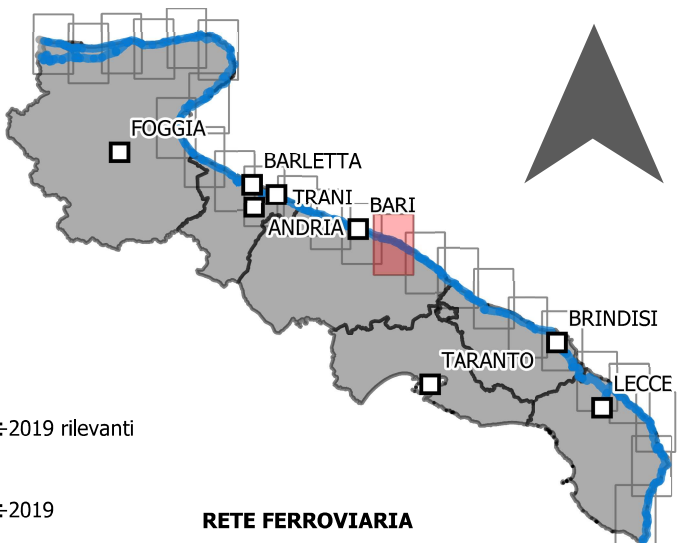 FOGGIA
BARLETTA
TRANI
BARI
ANDRIA
BRINDISI
TARANTO
LECCE
÷2019 rilevanti
÷2019
RETE FERROVIARIA